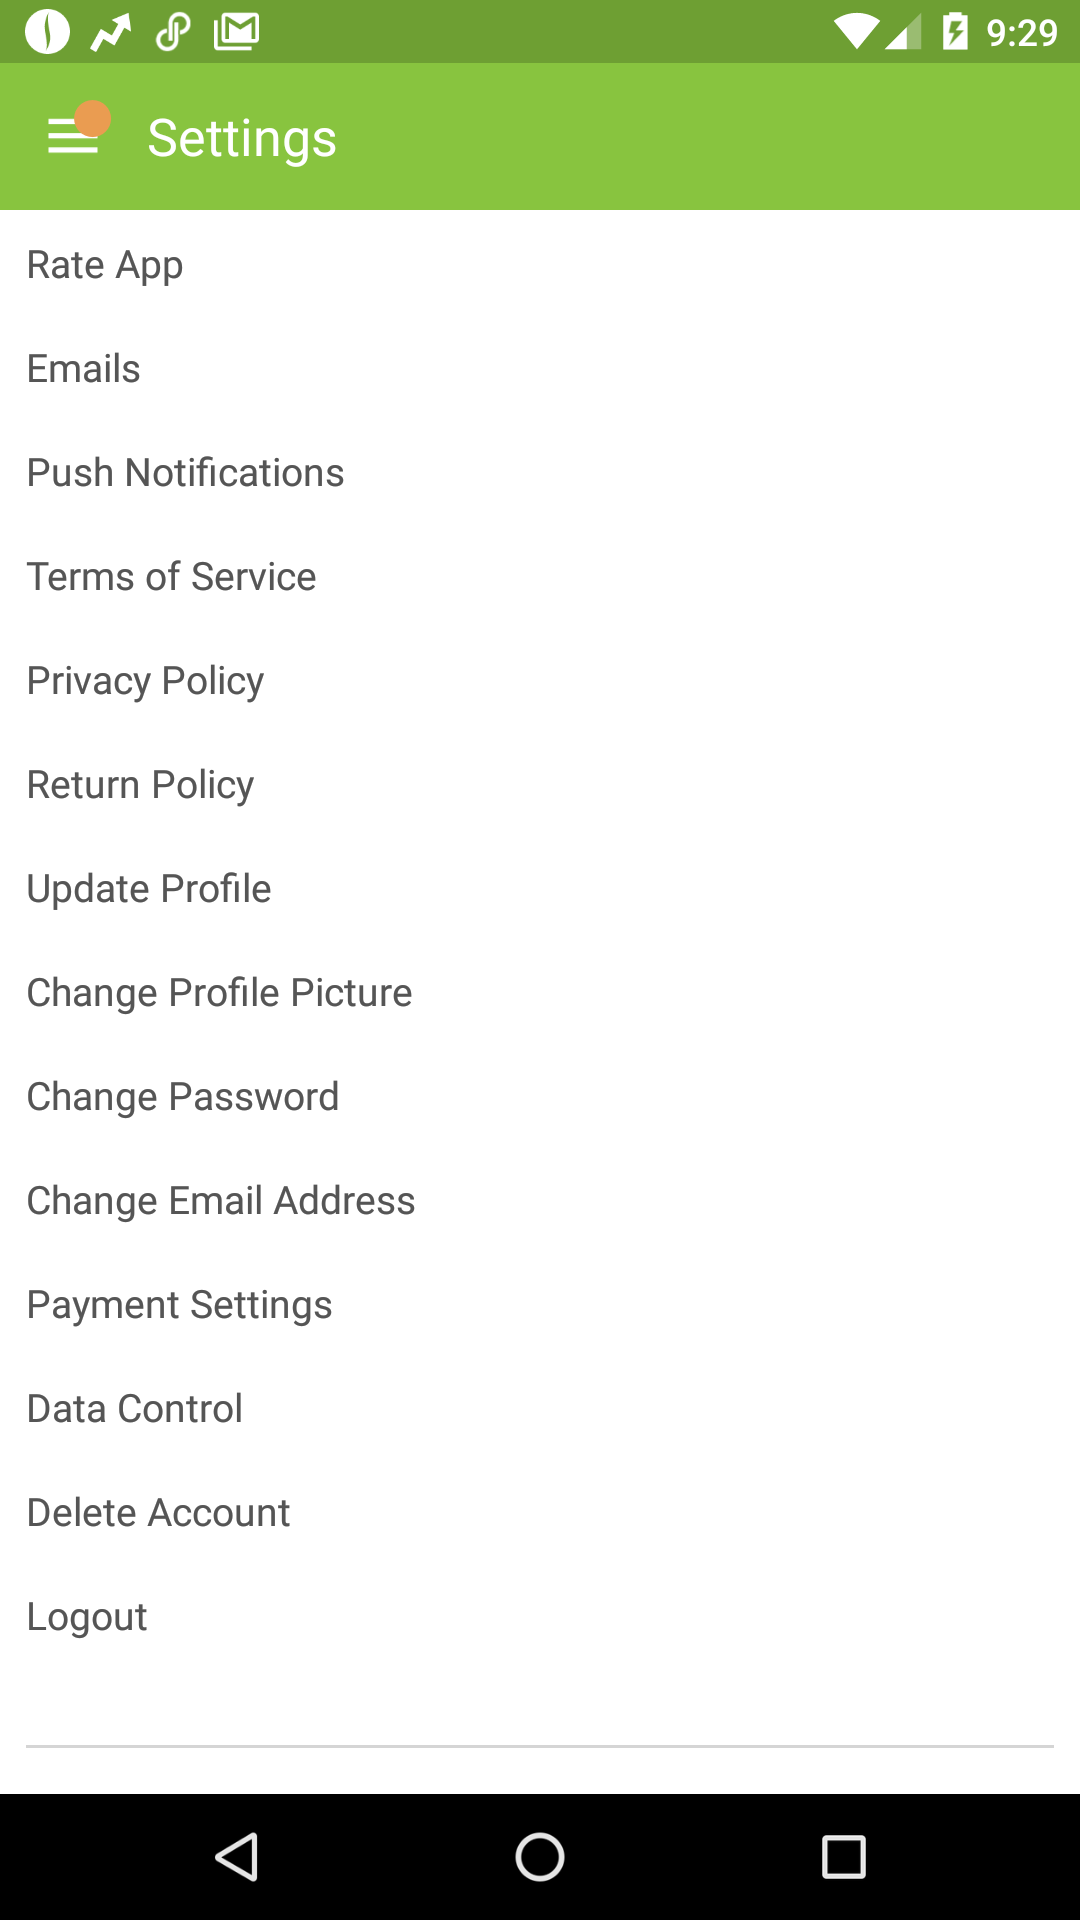 9:29
Settings
Rate App
Emails
Push Notifications
Terms of Service
Privacy Policy
Return Policy
Update Profile
Change Profile Picture
Change Password
Change Email Address
Payment Settings
Data Control
Delete Account
Logout